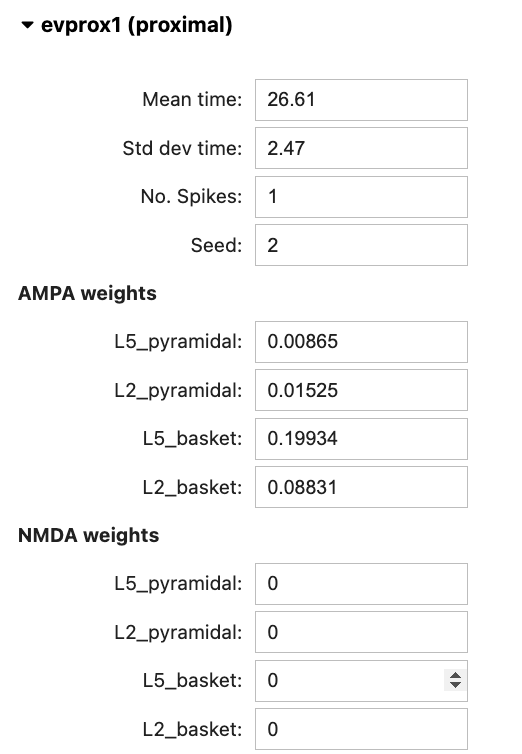 evprox1 (proximal)
Mean time: 26.61
Std dev time: 2.47
No. Spikes: 1
Seed: 2
AMPA weights
L5_pyramidal: 0.00865
L2_pyramidal: 0.01525
L5_basket: 0.19934
L2_basket: 0.08831
NMDA weights
L5_pyramidal: 0
L2_pyramidal: 0
L5_basket: 0
L2_basket: 0